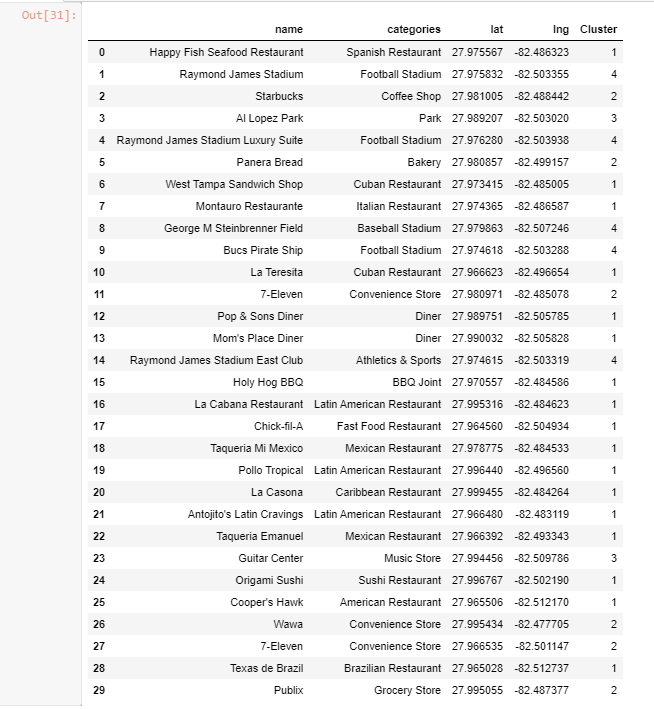 Out[31]:
name categories lat lng Cluster
0 Happy Fish Seafood Restaurant Spanish Restaurant 27.975567 -82.486323 1
1 Raymond James Stadium Football Stadium 27.975832 -82.503355 4
2 Starbucks Coffee Shop 27.981005 -82.488442 2
3 Al Lopez Park Park 27.989207 -82.503020 3
4 Raymond James Stadium Luxury Suite Football Stadium 27.976280 -82.503938 4
5 Panera Bread Bakery 27.980857 -82.499157 2
6 West Tampa Sandwich Shop Cuban Restaurant 27.973415 -82.485005 1
7 Montauro Restaurante Italian Restaurant 27.974365 -82.486587 1
8 George M Steinbrenner Field Baseball Stadium 27.979863 -82.507246 4
9 Bucs Pirate Ship Football Stadium 27.974618 -82.503288 4
10 La Teresita Cuban Restaurant 27.966623 -82.496654 1
11 7-Eleven Convenience Store 27.980971 -82.485078 2
12 Pop & Sons Diner Diner 27.989751 -82.505785 1
13 Mom's Place Diner Diner 27.990032 -82.505828 1
14 Raymond James Stadium East Club Athletics & Sports 27.974615 -82.503319 4
15 Holy Hog BBQ BBQ Joint 27.970557 -82.484586 1
16 La Cabana Restaurant Latin American Restaurant 27.995316 -82.484623 1
17 Chick-fil-A Fast Food Restaurant 27.964560 -82.504934 1
18 Taqueria Mi Mexico Mexican Restaurant 27.978775 -82.484533 1
19 Pollo Tropical Latin American Restaurant 27.996440 -82.496560 1
20 La Casona Caribbean Restaurant 27.999455 -82.484264 1
21 Antojito's Latin Cravings Latin American Restaurant 27.966480 -82.483119 1
22 Taqueria Emanuel Mexican Restaurant 27.966392 -82.493343 1
23 Guitar Center Music Store 27.994456 -82.509786 3
24 Origami Sushi Sushi Restaurant 27.996767 -82.502190 1
25 Cooper's Hawk American Restaurant 27.965506 -82.512170 1
26 Wawa Convenience Store 27.995434 -82.477705 2
27 7-Eleven Convenience Store 27.966535 -82.501147 2
28 Texas de Brazil Brazilian Restaurant 27.965028 -82.512737 1
29 Publix Grocery Store 27.995055 -82.487377 2